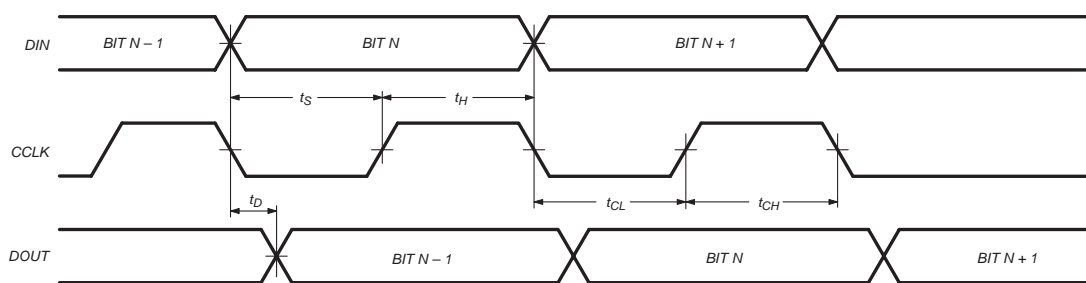 DIN BIT N – 1 BIT N BIT N + 1
tS tH
CCLK
tD tCL tCH
DOUT BIT N – 1 BIT N BIT N + 1